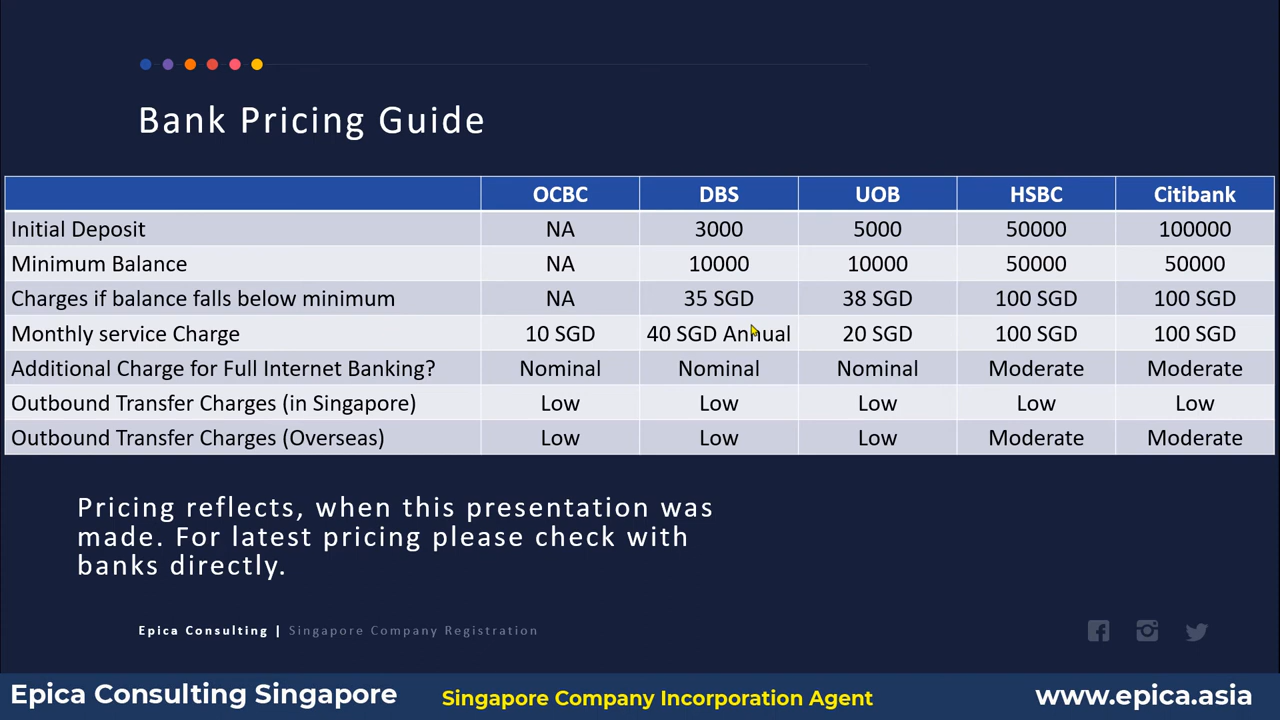 Bank Pricing Guide
OCBC DBS UOB HSBC Citibank
Initial Deposit NA 3000 5000 50000 100000
Minimum Balance NA 10000 10000 50000 50000
Charges if balance falls below minimum NA 35 SGD 38 SGD 100 SGD 100 SGD
Monthly service Charge 10 SGD 40 SGD Annual 20 SGD 100 SGD 100 SGD
Additional Charge for Full Internet Banking? Nominal Nominal Nominal Moderate Moderate
Outbound Transfer Charges (in Singapore) Low Low Low Low Low
Outbound Transfer Charges (Overseas) Low Low Low Moderate Moderate
Pricing reflects, when this presentation was
made. For latest pricing please check with
banks directly.
Epica Consulting | Singapore Company Registration
Epica Consulting Singapore Singapore Company Incorporation Agent www.epica.asia